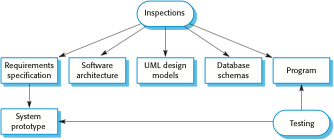 Inspections
Requirements
specification
Software
architecture
UML design
models
Database
schemas
Program
System
prototype
Testing